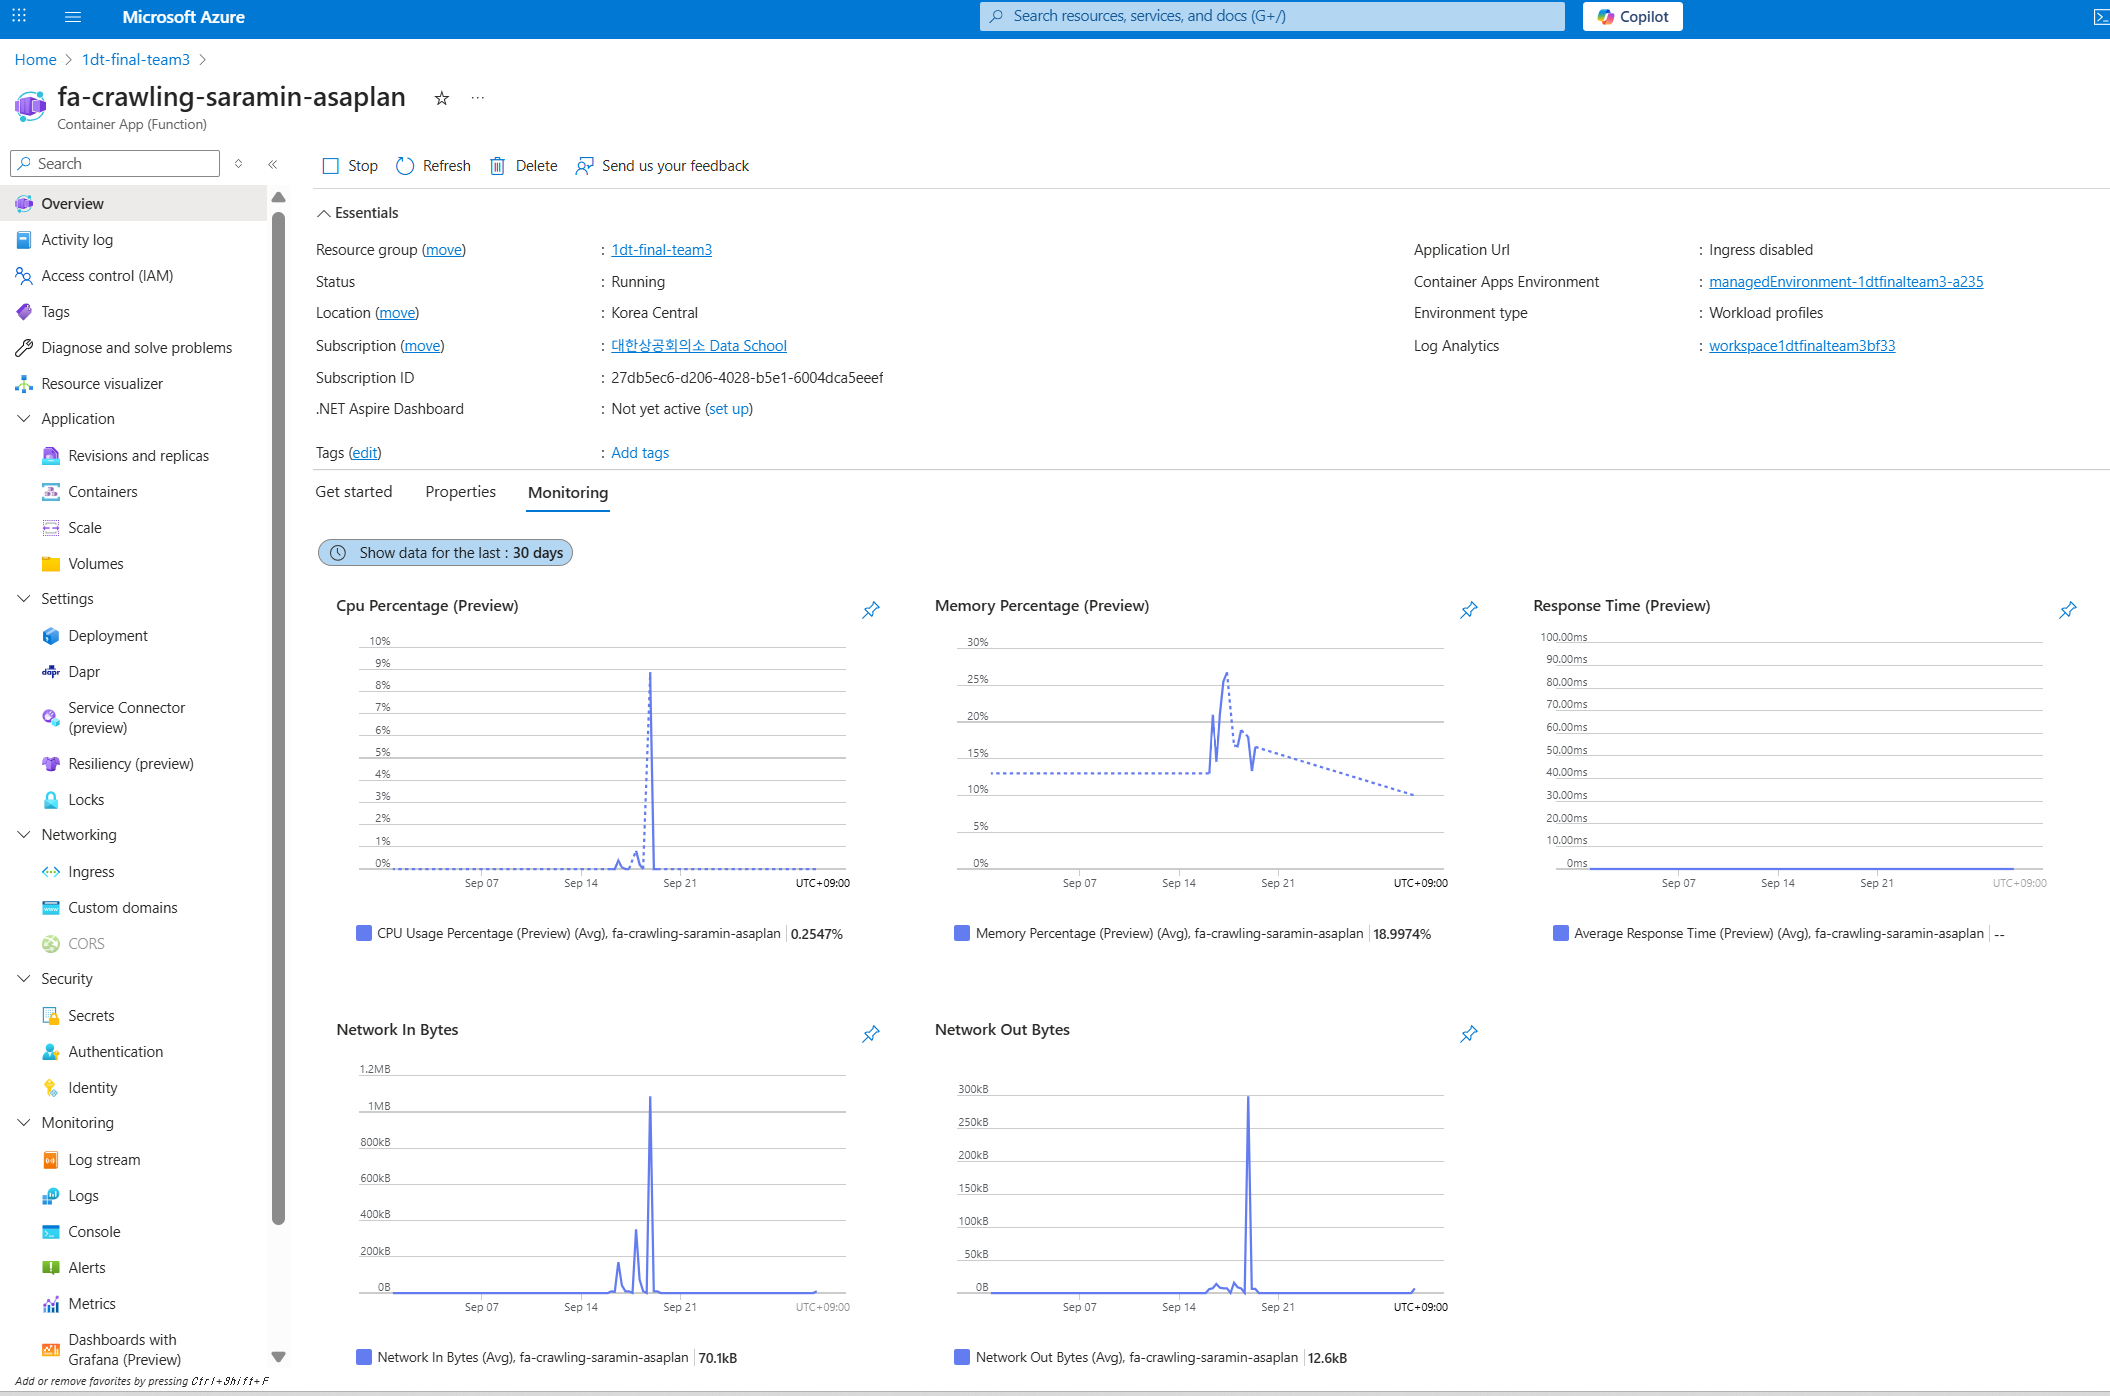 Microsoft Azure
Search resources, services, and docs (G+/)
Copilot
Home > 1dt-final-team3 >
fa-crawling-saramin-asaplan
Container App (Function)
Search
Stop
Refresh
Delete
Send us your feedback
Overview
Activity log
Access control (IAM)
Tags
Diagnose and solve problems
Resource visualizer
Application
Revisions and replicas
Containers
Scale
Volumes
Settings
Deployment
Dapr
Service Connector
(preview)
Resiliency (preview)
Locks
Networking
Ingress
Custom domains
CORS
Security
Secrets
Authentication
Identity
Monitoring
Log stream
Logs
Console
Alerts
Metrics
Dashboards with
Grafana (Preview)
Add or remove favorites by pressing Ctrl+Shift+F
Essentials
Resource group (move) : 1dt-final-team3
Status : Running
Location (move) : Korea Central
Subscription (move) : 대한상공회의소 Data School
Subscription ID : 27db5ec6-d206-4028-b5e1-6004dca5eeef
.NET Aspire Dashboard : Not yet active (set up)
Tags (edit) : Add tags
Application Url : Ingress disabled
Container Apps Environment : managedEnvironment-1dtfinalteam3-a235
Environment type : Workload profiles
Log Analytics : workspace1dtfinalteam3bf33
Get started
Properties
Monitoring
Show data for the last : 30 days
Cpu Percentage (Preview)
10%
9%
8%
7%
6%
5%
4%
3%
2%
1%
0%
Sep 07 Sep 14 Sep 21 UTC+09:00
CPU Usage Percentage (Preview) (Avg), fa-crawling-saramin-asaplan 0.2547%
Memory Percentage (Preview)
30%
25%
20%
15%
10%
5%
0%
Sep 07 Sep 14 Sep 21 UTC+09:00
Memory Percentage (Preview) (Avg), fa-crawling-saramin-asaplan 18.9974%
Response Time (Preview)
100.00ms
90.00ms
80.00ms
70.00ms
60.00ms
50.00ms
40.00ms
30.00ms
20.00ms
10.00ms
0ms
Sep 07 Sep 14 Sep 21 UTC+09:00
Average Response Time (Preview) (Avg), fa-crawling-saramin-asaplan --
Network In Bytes
1.2MB
1MB
800kB
600kB
400kB
200kB
0B
Sep 07 Sep 14 Sep 21 UTC+09:00
Network In Bytes (Avg), fa-crawling-saramin-asaplan 70.1kB
Network Out Bytes
300kB
250kB
200kB
150kB
100kB
50kB
0B
Sep 07 Sep 14 Sep 21 UTC+09:00
Network Out Bytes (Avg), fa-crawling-saramin-asaplan 12.6kB